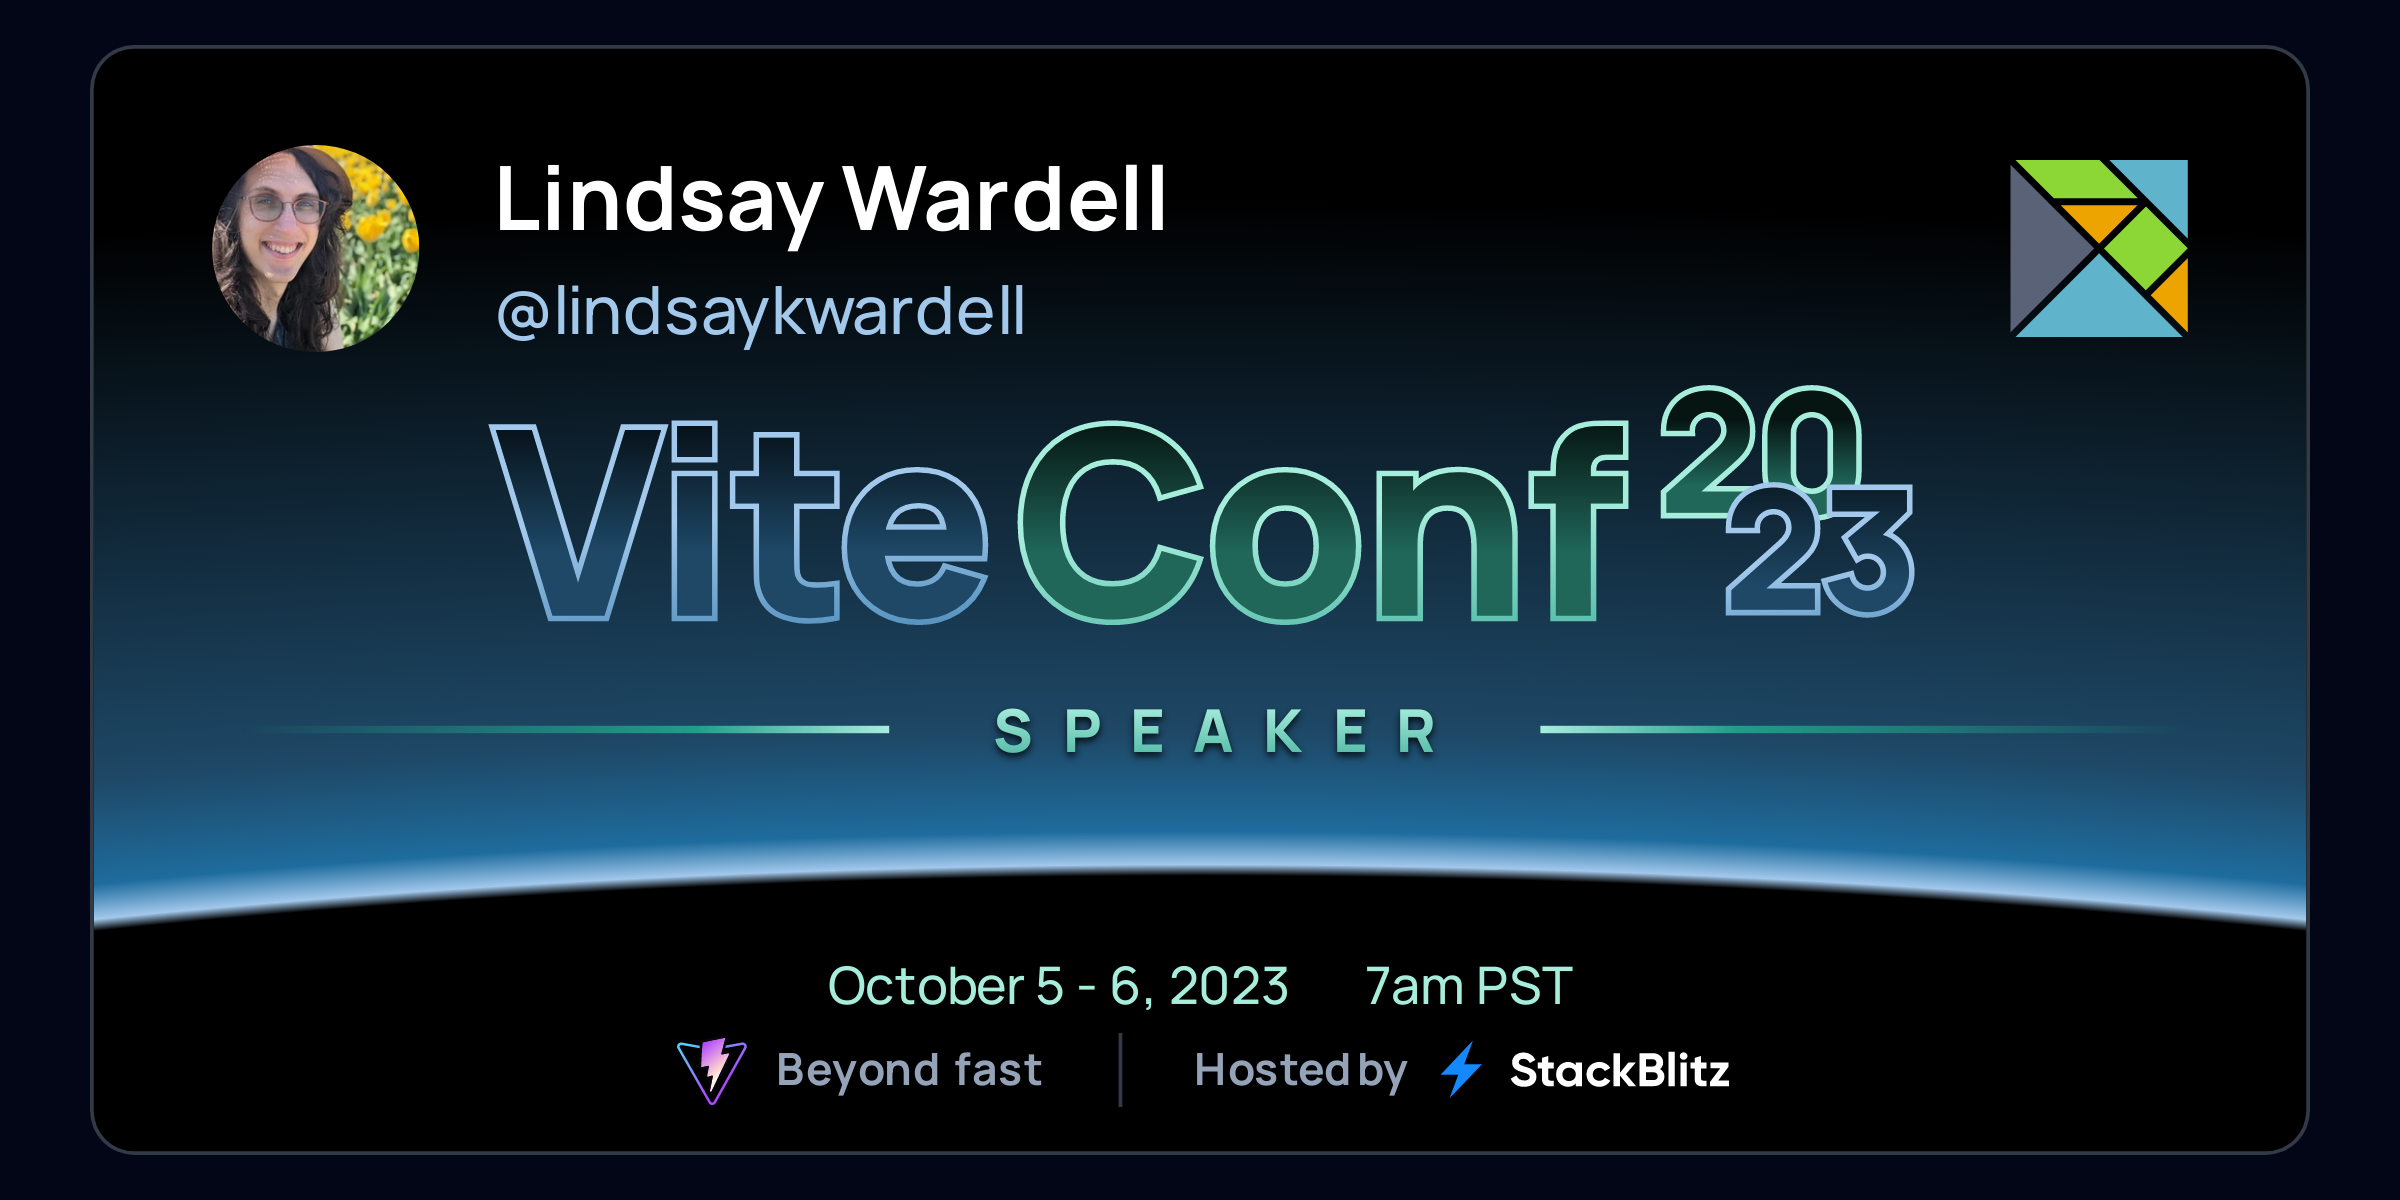 Lindsay Wardell
@lindsaykwardell
ViteConf 2023
SPEAKER
October 5 - 6, 2023 7am PST
Beyond fast
Hosted by StackBlitz